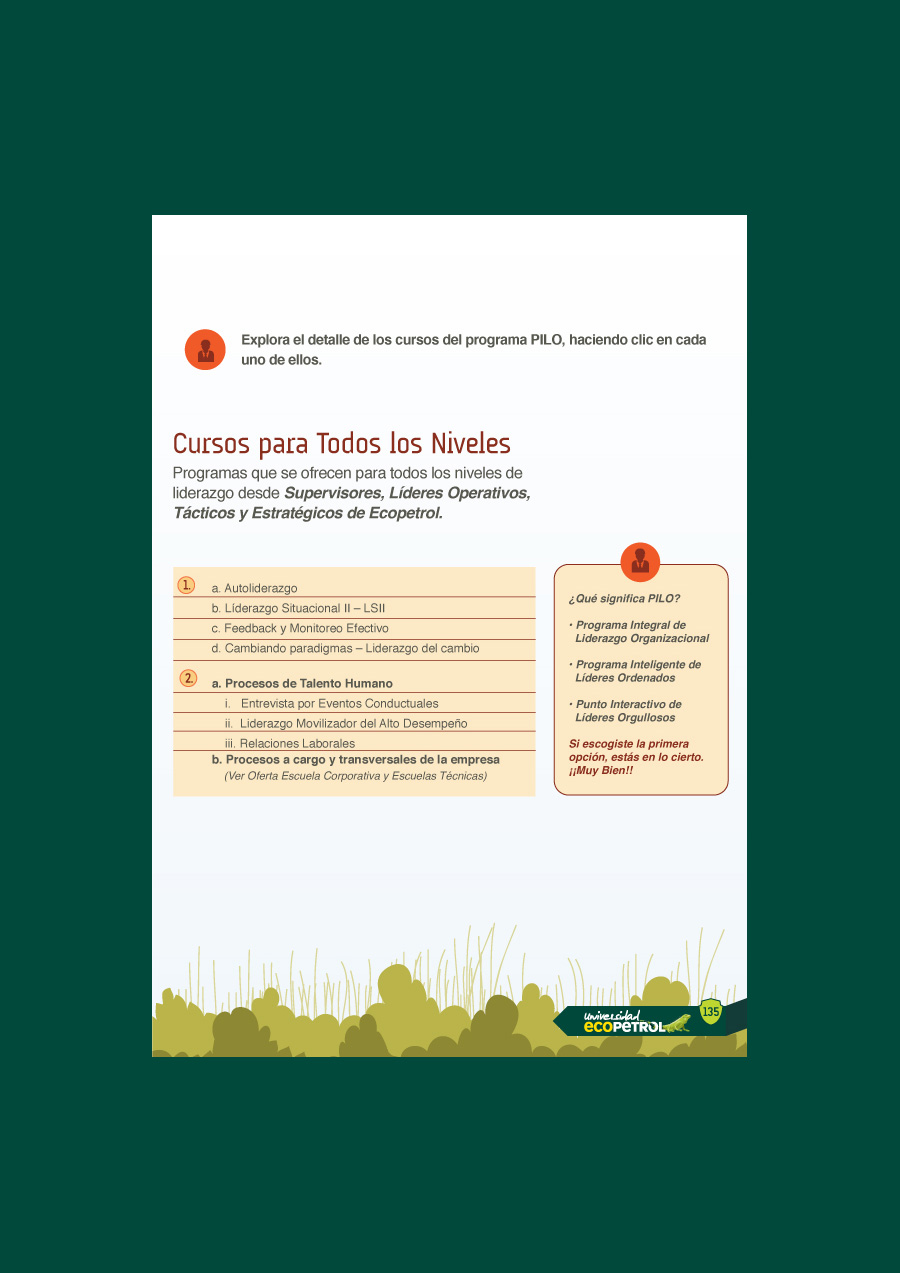 Explora el detalle de los cursos del programa PILO, haciendo clic en cada
uno de ellos.
Cursos para Todos los Niveles
Programas que se ofrecen para todos los niveles de
liderazgo desde Supervisores, Líderes Operativos,
Tácticos y Estratégicos de Ecopetrol.
1.
a. Autoliderazgo
b. Líderazgo Situacional II – LSII
c. Feedback y Monitoreo Efectivo
d. Cambiando paradigmas – Liderazgo del cambio
2.
a. Procesos de Talento Humano
i. Entrevista por Eventos Conductuales
ii. Liderazgo Movilizador del Alto Desempeño
iii. Relaciones Laborales
b. Procesos a cargo y transversales de la empresa
(Ver Oferta Escuela Corporativa y Escuelas Técnicas)
¿Qué significa PILO?
• Programa Integral de
Liderazgo Organizacional
• Programa Inteligente de
Líderes Ordenados
• Punto Interactivo de
Líderes Orgullosos
Si escogiste la primera
opción, estás en lo cierto.
¡¡Muy Bien!!
universidad
ECOPETROL
135